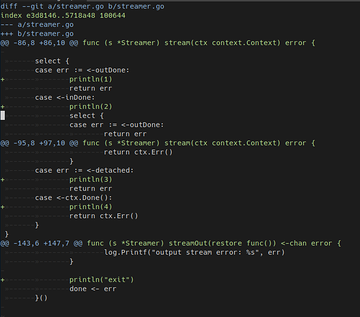 diff --git a/streamer.go b/streamer.go
index e3d8146..5718a48 100644
--- a/streamer.go
+++ b/streamer.go
@@ -86,8 +86,10 @@ func (s *Streamer) stream(ctx context.Context) error {
select {
case err := <-outDone:
+ println(1)
return err
case <-inDone:
+ println(2)
select {
case err := <-outDone:
return err
@@ -95,8 +97,10 @@ func (s *Streamer) stream(ctx context.Context) error {
return ctx.Err()
}
case err := <-detached:
+ println(3)
return err
case <-ctx.Done():
+ println(4)
return ctx.Err()
}
}
@@ -143,6 +147,7 @@ func (s *Streamer) streamOut(restore func()) <-chan error {
log.Printf("output stream error: %s", err)
}
+ println("exit")
done <- err
}()